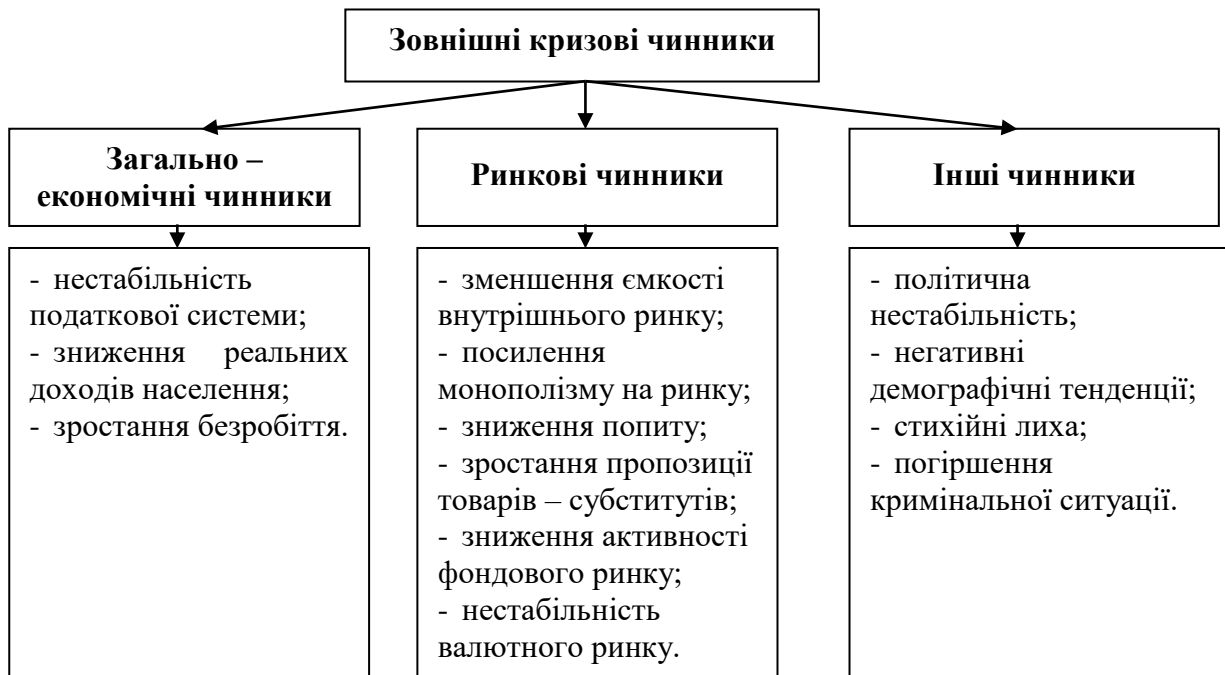 Зовнішні кризові чинники
Загально –
економічні чинники
Ринкові чинники
Інші чинники
- нестабільність
податкової системи;
- зниження реальних
доходів населення;
- зростання безробіття.
- зменшення ємкості
внутрішнього ринку;
- посилення
монополізму на ринку;
- зниження попиту;
- зростання пропозиції
товарів – субститутів;
- зниження активності
фондового ринку;
- нестабільність
валютного ринку.
- політична
нестабільність;
- негативні
демографічні тенденції;
- стихійні лиха;
- погіршення
кримінальної ситуації.